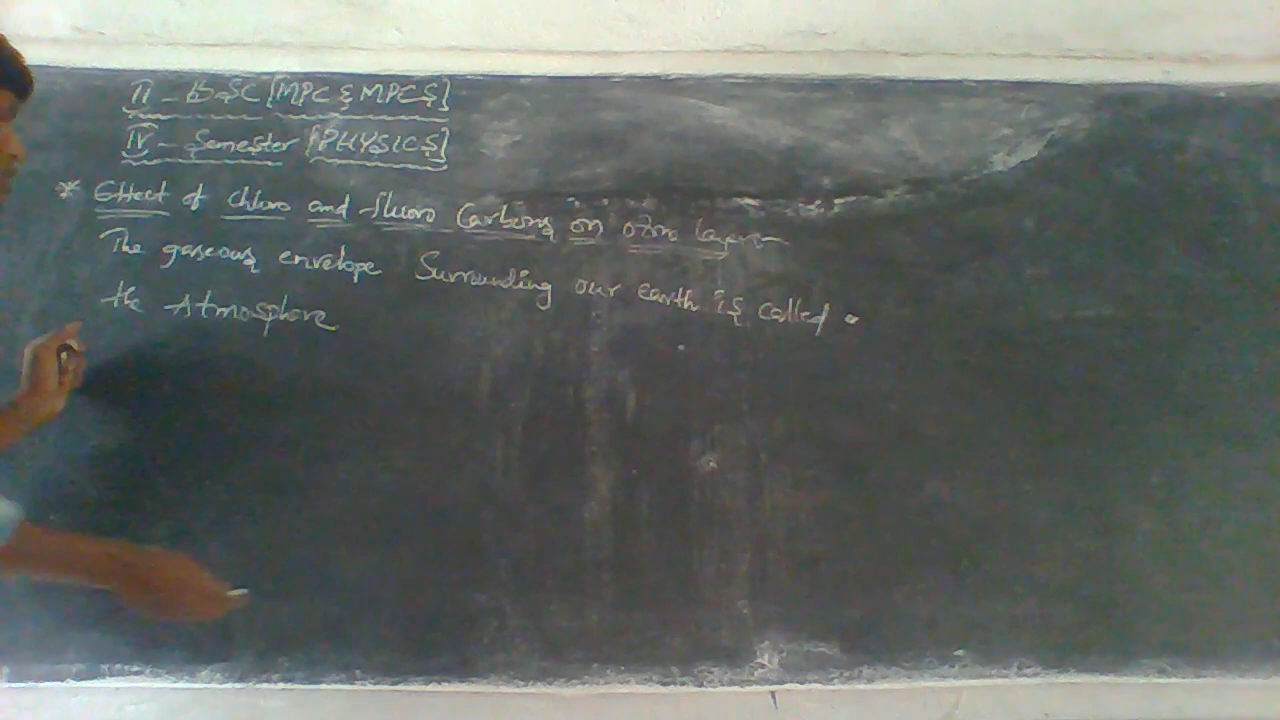 II - B.SC [MPC & MPCS]
IV - Semester [PHYSICS]
* Effect of chloro and fluoro Carbons on ozone layer
The gaseous envelope Surrounding our earth is called
the Atmosphere